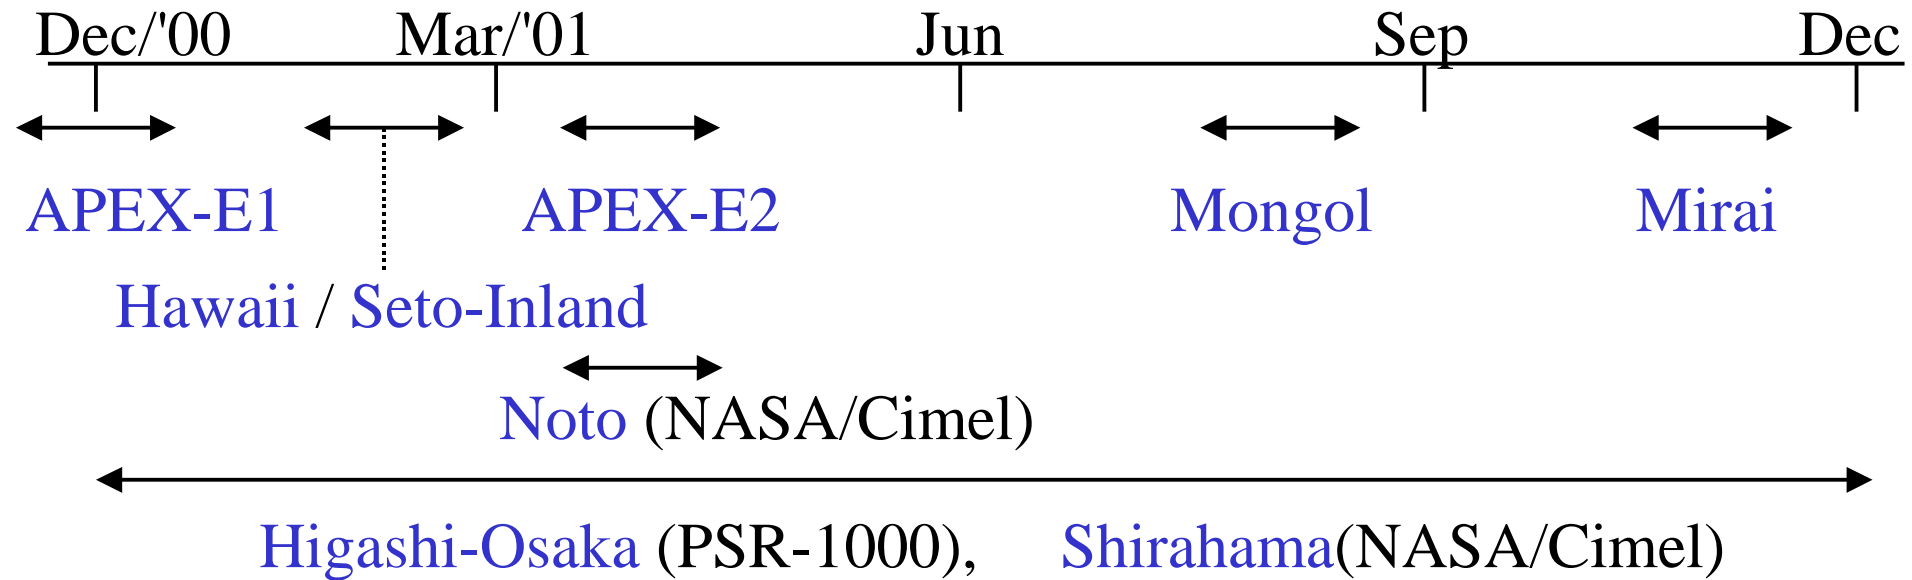 Dec/'00 Mar/'01 Jun Sep Dec
APEX-E1 APEX-E2 Mongol Mirai
Hawaii / Seto-Inland
Noto (NASA/Cimel)
Higashi-Osaka (PSR-1000), Shirahama(NASA/Cimel)